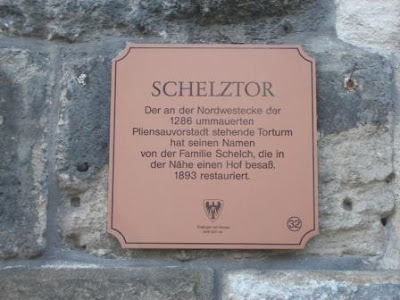 SCHELZTOR
Der an der Nordwestecke der
1286 ummauerten
Pliensauvorstadt stehende Torturm
hat seinen Namen
von der Familie Schelch, die in
der Nähe einen Hof besaß.
1893 restauriert.
32